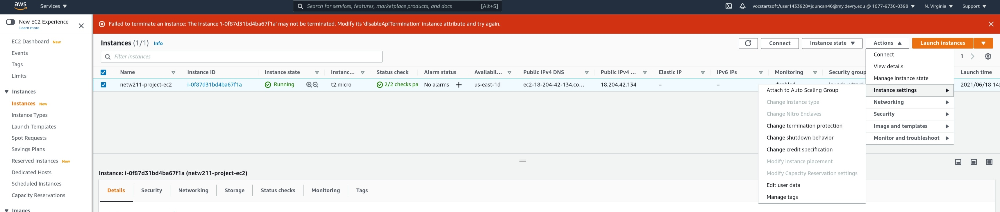 aws
Services
Search for services, features, marketplace products, and docs [Alt+S]
vocstartsoft/user1433928=jduncan46@my.devry.edu @ 1677-9730-0398
N. Virginia
Support
New EC2 Experience
Learn more
EC2 Dashboard New
Events
Tags
Limits
Instances
Instances New
Instance Types
Launch Templates
Spot Requests
Savings Plans
Reserved Instances New
Dedicated Hosts
Scheduled Instances
Capacity Reservations
Images
Failed to terminate an instance: The instance 'i-0f87d31bd4ba67f1a' may not be terminated. Modify its 'disableApiTermination' instance attribute and try again.
Instances (1/1) Info
Connect
Instance state
Actions
Launch instances
Filter instances
1
Name Instance ID Instance state Instanc... Status check Alarm status Availabil... Public IPv4 DNS Public IPv4 ... Elastic IP IPv6 IPs Monitoring Security group Launch time
netw211-project-ec2 i-0f87d31bd4ba67f1a Running t2.micro 2/2 checks pa No alarms + us-east-1d ec2-18-204-42-134.co... 18.204.42.134 – – disabled launch-wizard 2021/06/18 14:
Connect
View details
Manage instance state
Instance settings
Networking
Security
Image and templates
Monitor and troubleshoot
Attach to Auto Scaling Group
Change instance type
Change Nitro Enclaves
Change termination protection
Change shutdown behavior
Change credit specification
Modify instance placement
Modify Capacity Reservation settings
Edit user data
Manage tags
Instance: i-0f87d31bd4ba67f1a (netw211-project-ec2)
Details
Security
Networking
Storage
Status checks
Monitoring
Tags